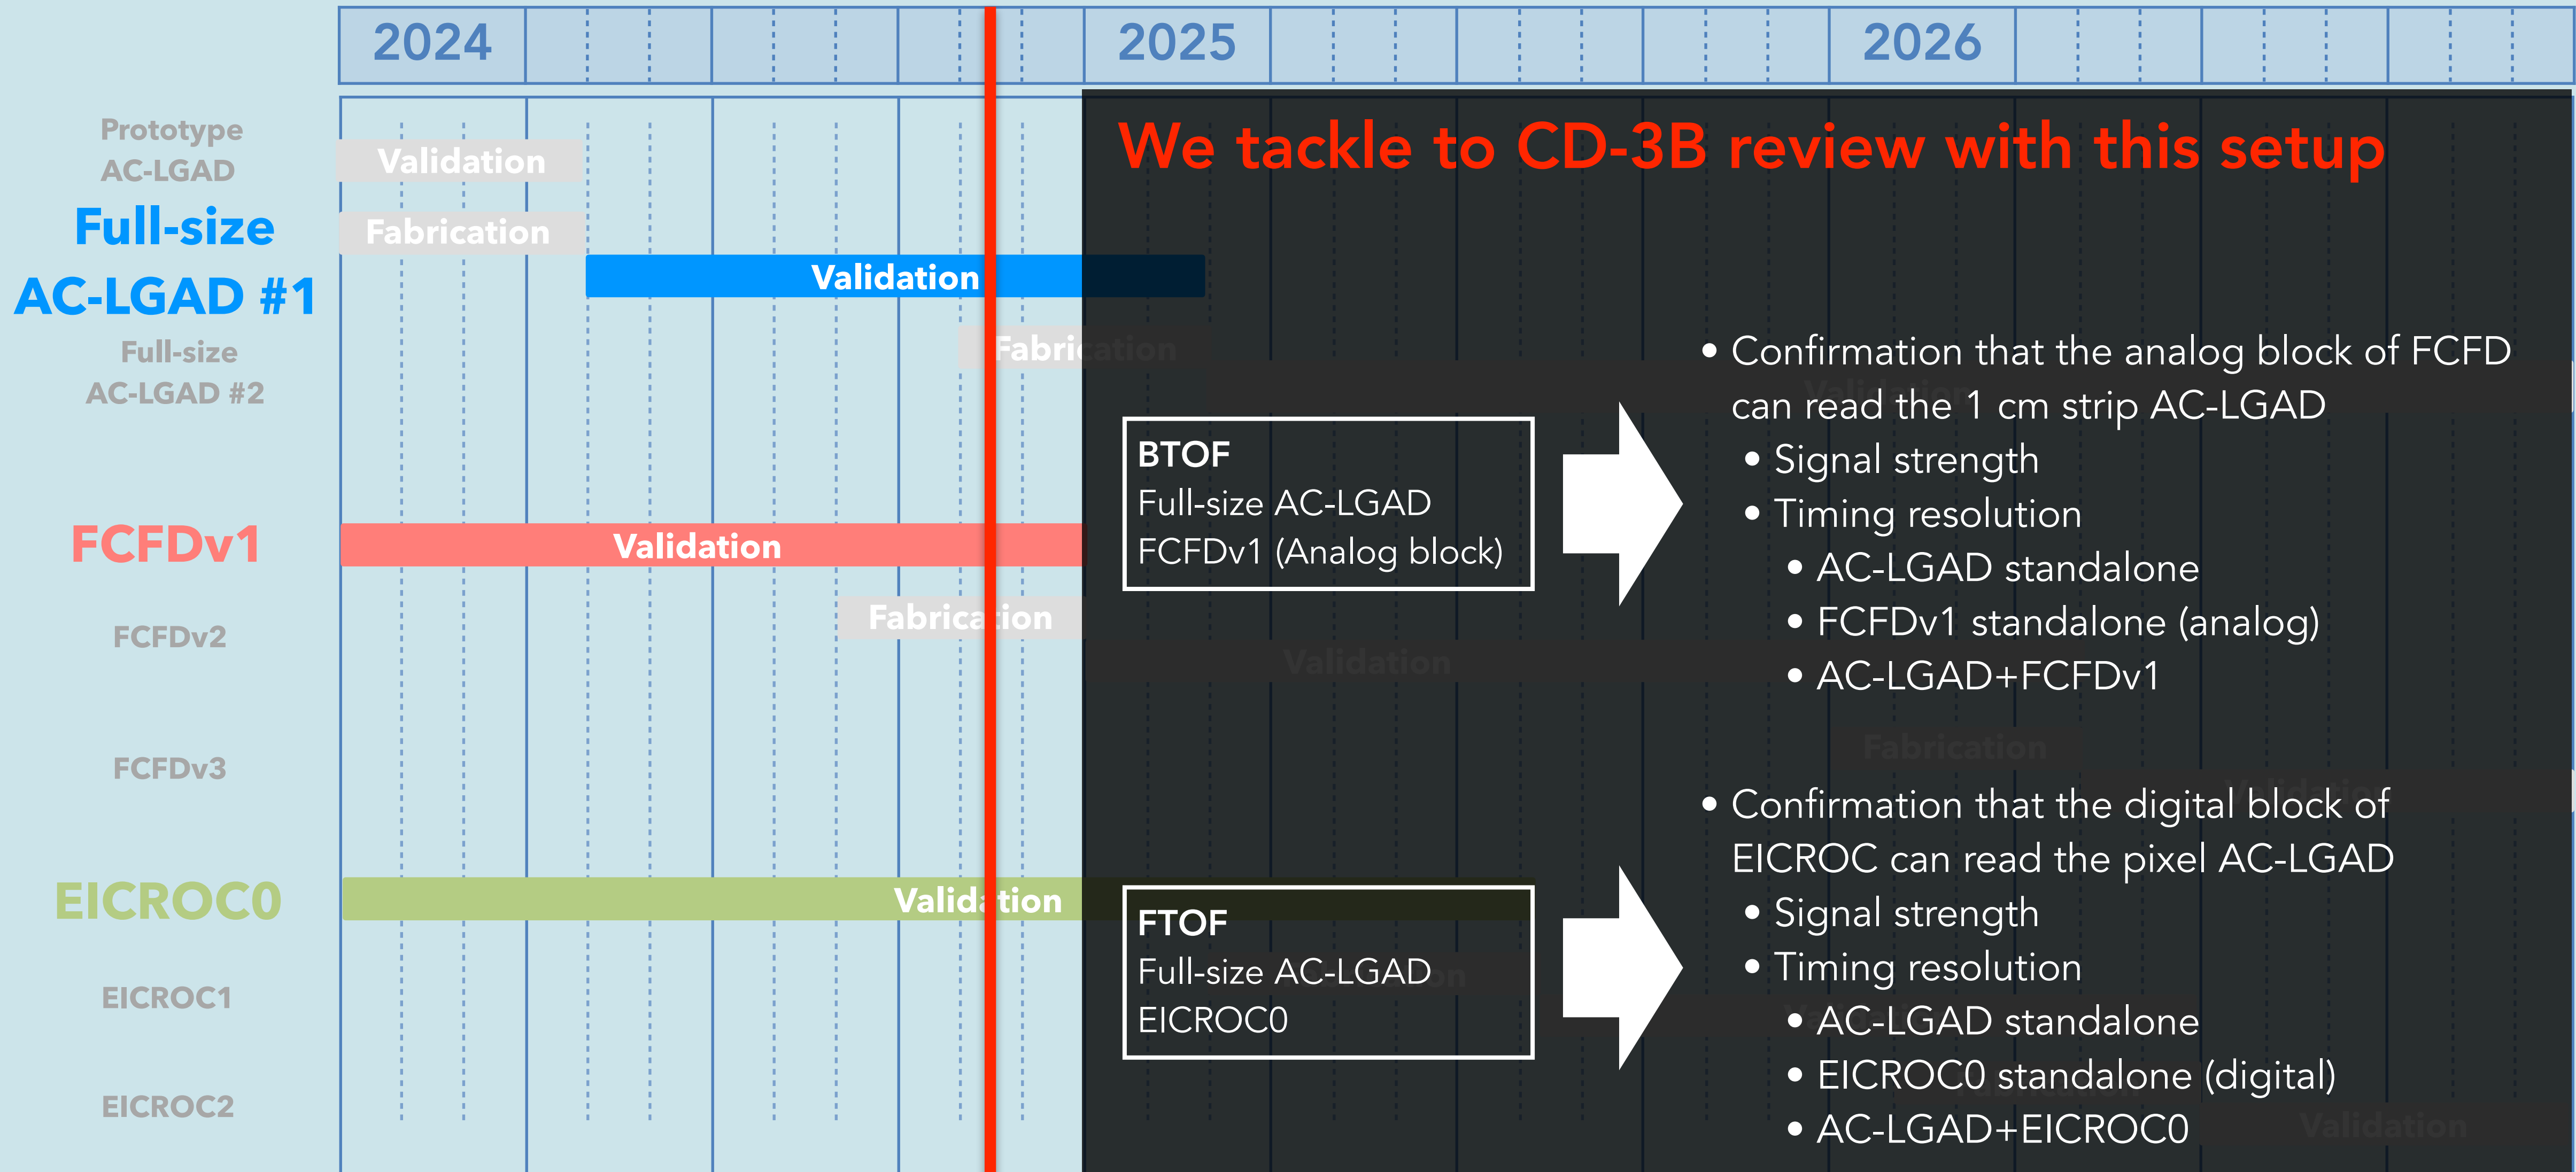 2024
2025
2026
Prototype
AC-LGAD
Validation
Full-size
AC-LGAD #1
Fabrication
Validation
Full-size
AC-LGAD #2
Fabrication
Validation
FCFDv1
Validation
FCFDv2
Fabrication
Validation
FCFDv3
Fabrication
Validation
EICROC0
Validation
EICROC1
EICROC2
Validation
We tackle to CD-3B review with this setup
BTOF
Full-size AC-LGAD
FCFDv1 (Analog block)
• Confirmation that the analog block of FCFD
can read the 1 cm strip AC-LGAD
• Signal strength
• Timing resolution
• AC-LGAD standalone
• FCFDv1 standalone (analog)
• AC-LGAD+FCFDv1
FTOF
Full-size AC-LGAD
EICROC0
• Confirmation that the digital block of
EICROC can read the pixel AC-LGAD
• Signal strength
• Timing resolution
• AC-LGAD standalone
• EICROC0 standalone (digital)
• AC-LGAD+EICROC0